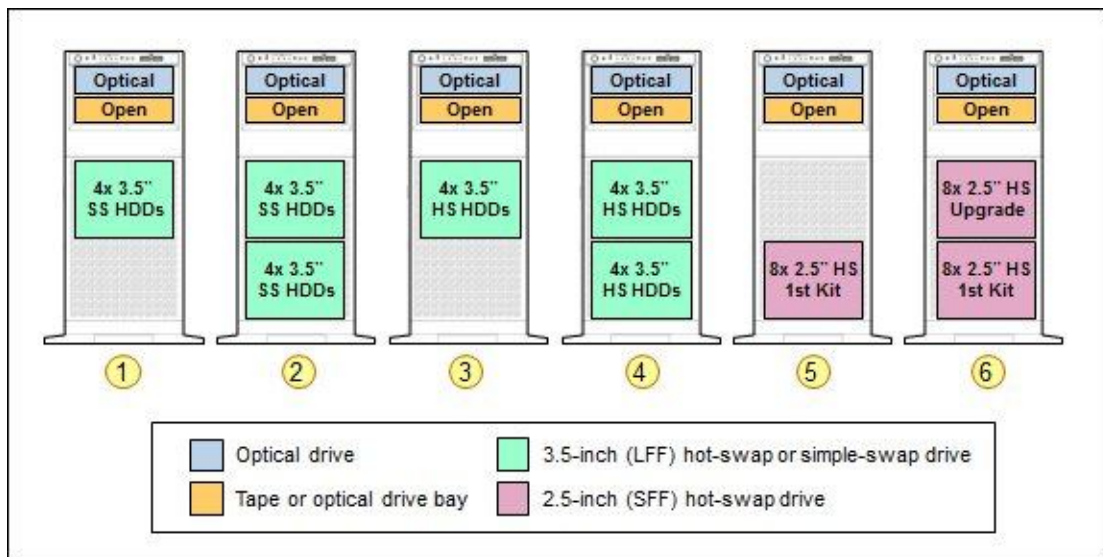 Optical
Open
4x 3.5"
SS HDDs
1
Optical
Open
4x 3.5"
SS HDDs
4x 3.5"
SS HDDs
2
Optical
Open
4x 3.5"
HS HDDs
3
Optical
Open
4x 3.5"
HS HDDs
4x 3.5"
HS HDDs
4
Optical
Open
8x 2.5" HS
1st Kit
5
Optical
Open
8x 2.5" HS
Upgrade
8x 2.5" HS
1st Kit
6
Optical drive
Tape or optical drive bay
3.5-inch (LFF) hot-swap or simple-swap drive
2.5-inch (SFF) hot-swap drive